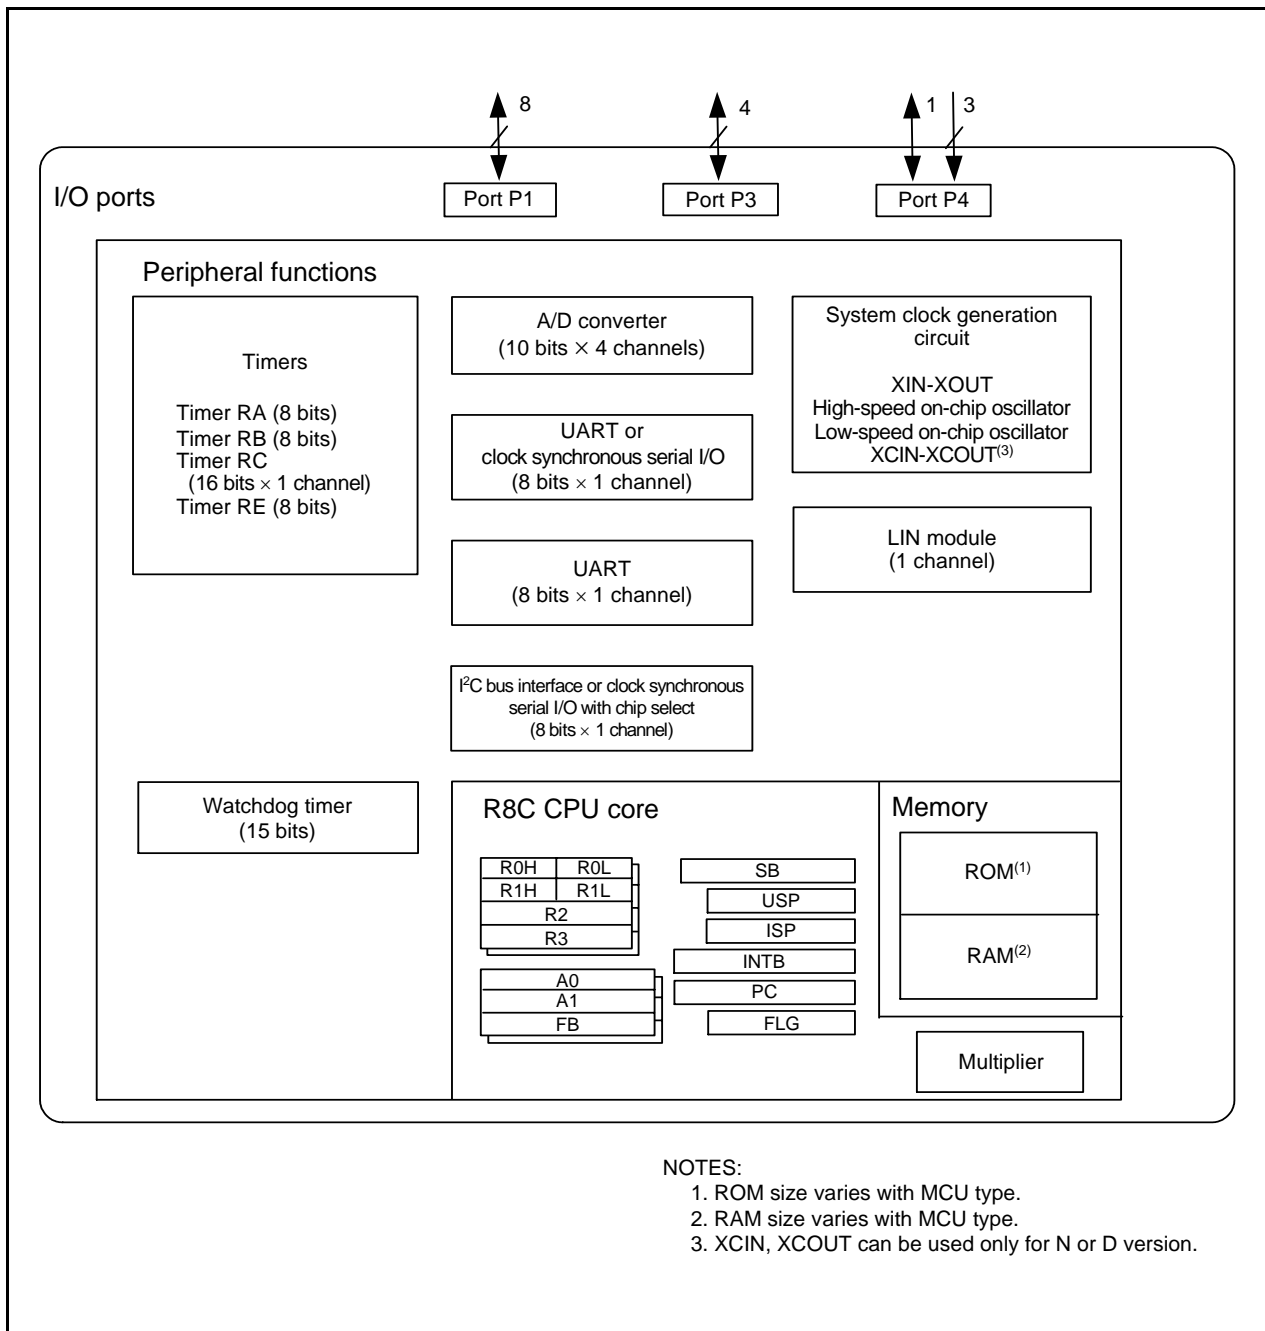 8
4
1
3
I/O ports
Port P1
Port P3
Port P4
Peripheral functions
Timers
Timer RA (8 bits)
Timer RB (8 bits)
Timer RC
(16 bits × 1 channel)
Timer RE (8 bits)
A/D converter
(10 bits × 4 channels)
UART or
clock synchronous serial I/O
(8 bits × 1 channel)
UART
(8 bits × 1 channel)
I²C bus interface or clock synchronous
serial I/O with chip select
(8 bits × 1 channel)
System clock generation
circuit
XIN-XOUT
High-speed on-chip oscillator
Low-speed on-chip oscillator
XCIN-XCOUT(3)
LIN module
(1 channel)
Watchdog timer
(15 bits)
R8C CPU core
R0H R0L
R1H R1L
R2
R3
A0
A1
FB
SB
USP
ISP
INTB
PC
FLG
Memory
ROM(1)
RAM(2)
Multiplier
NOTES:
1. ROM size varies with MCU type.
2. RAM size varies with MCU type.
3. XCIN, XCOUT can be used only for N or D version.